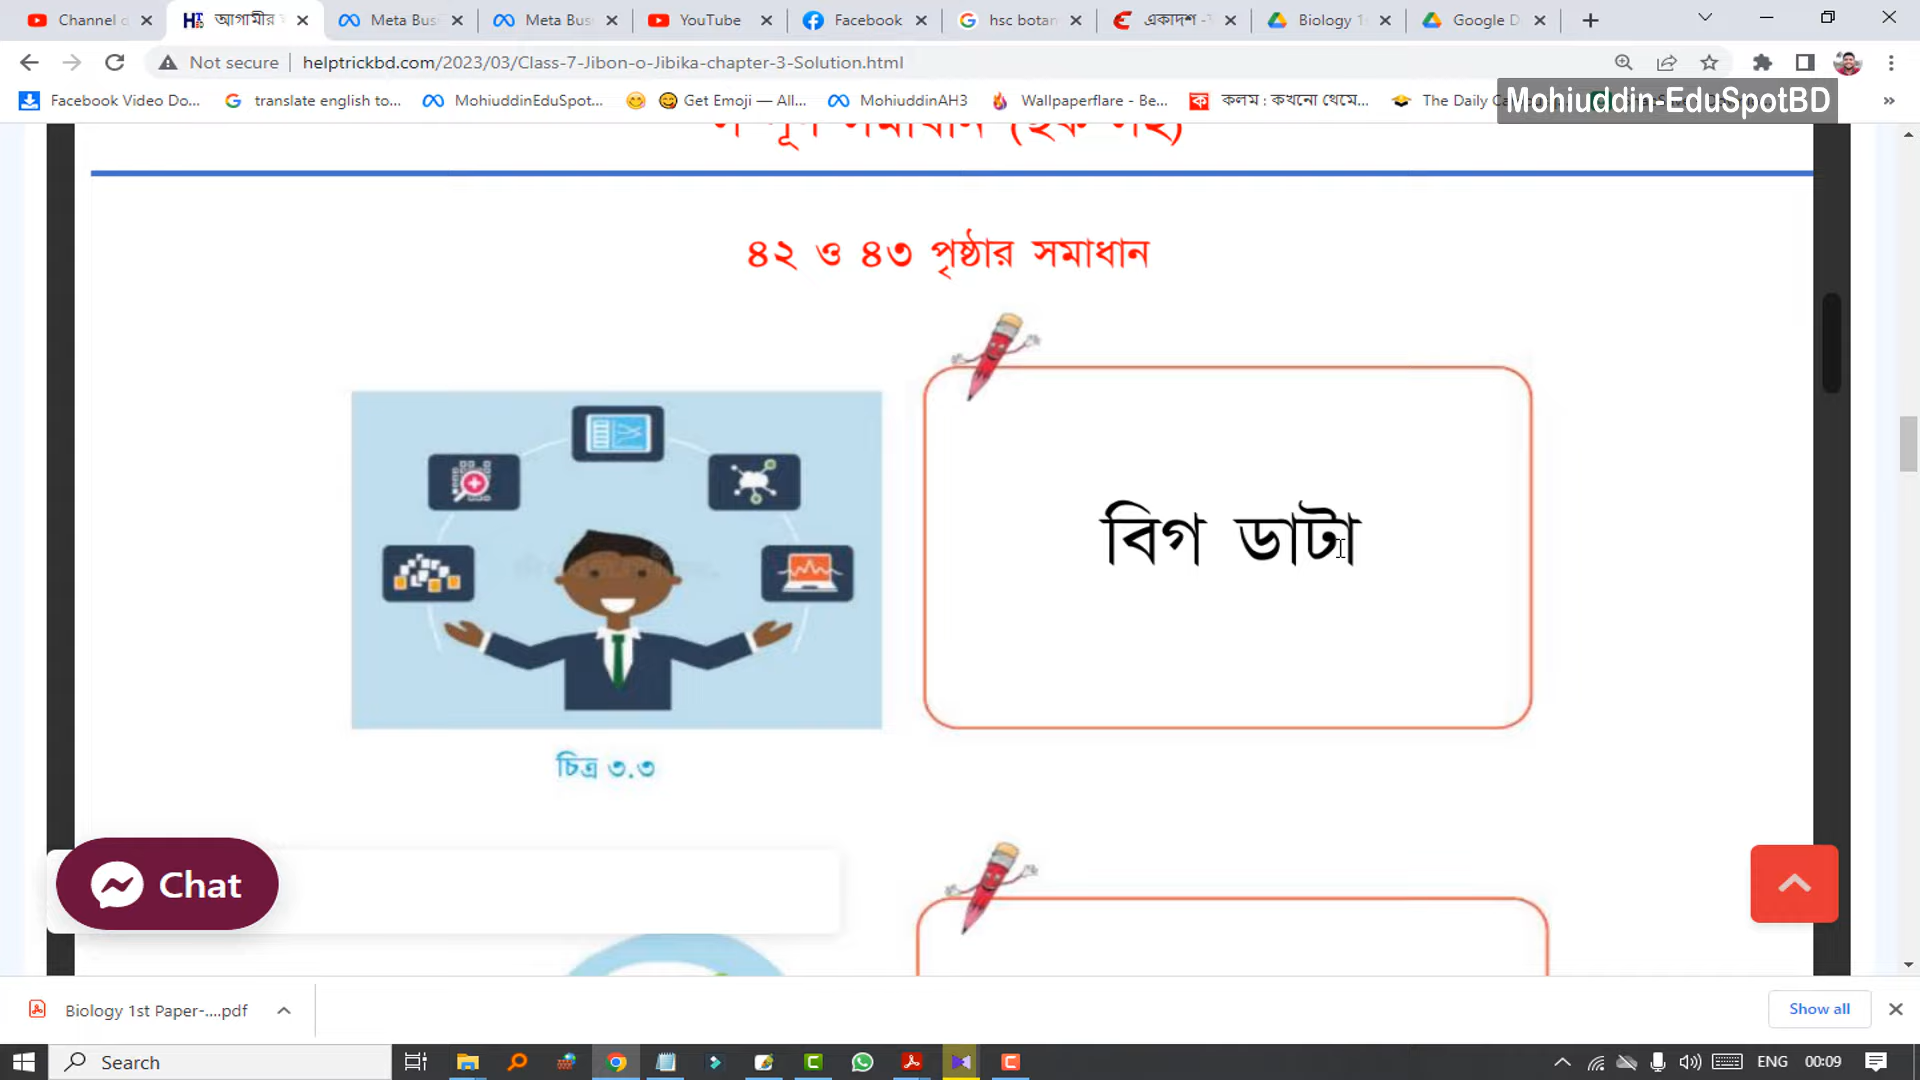 Channel d
আগামীর
Meta Bus
Meta Bus
YouTube
Facebook
hsc botan
একাদশ -
Biology 1
Google D
Not secure
helptrickbd.com/2023/03/Class-7-Jibon-o-Jibika-chapter-3-Solution.html
Facebook Video Do...
translate english to...
MohiuddinEduSpot...
Get Emoji — All...
MohiuddinAH3
Wallpaperflare - Be...
কলম : কখনো থেমে...
The Daily Ca
Mohiuddin-EduSpotBD
৪২ ও ৪৩ পৃষ্ঠার সমাধান
বিগ ডাটা
চিত্র ৩.৩
Chat
Biology 1st Paper-....pdf
Show all
Search
ENG
00:09